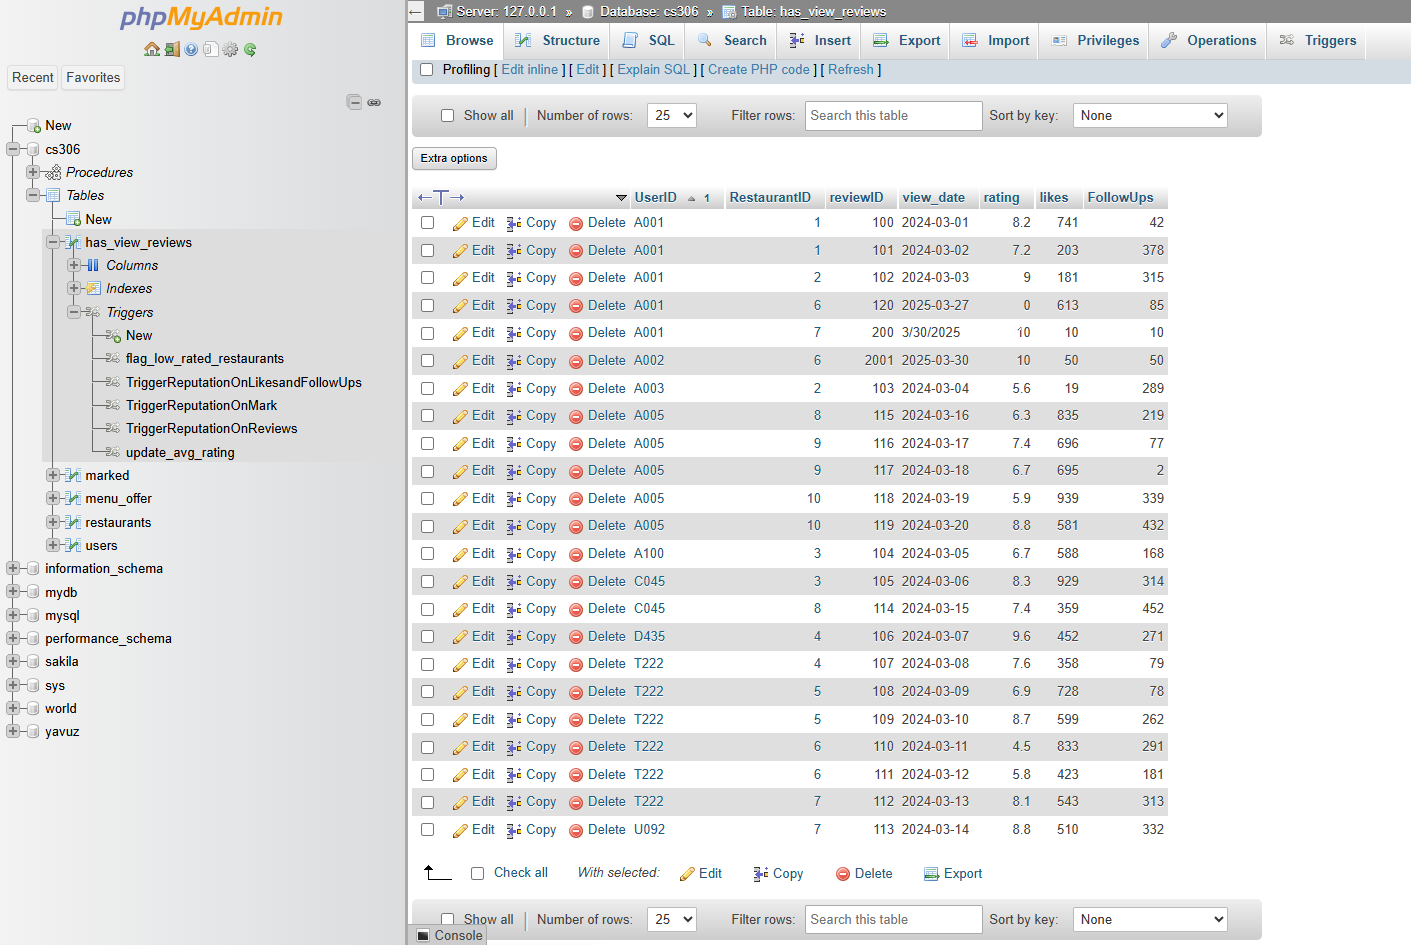 phpMyAdmin
Recent
Favorites
New
cs306
Procedures
Tables
New
has_view_reviews
Columns
Indexes
Triggers
New
flag_low_rated_restaurants
TriggerReputationOnLikesandFollowUps
TriggerReputationOnMark
TriggerReputationOnReviews
update_avg_rating
marked
menu_offer
restaurants
users
information_schema
mydb
mysql
performance_schema
sakila
sys
world
yavuz
Server: 127.0.0.1 » Database: cs306 » Table: has_view_reviews
Browse Structure SQL Search Insert Export Import Privileges Operations Triggers
Profiling [ Edit inline ] [ Edit ] [ Explain SQL ] [ Create PHP code ] [ Refresh ]
Show all Number of rows: 25 Filter rows: Search this table Sort by key: None
Extra options
UserID 1 RestaurantID reviewID view_date rating likes FollowUps
Edit Copy Delete A001 1 100 2024-03-01 8.2 741 42
Edit Copy Delete A001 1 101 2024-03-02 7.2 203 378
Edit Copy Delete A001 2 102 2024-03-03 9 181 315
Edit Copy Delete A001 6 120 2025-03-27 0 613 85
Edit Copy Delete A001 7 200 3/30/2025 10 10 10
Edit Copy Delete A002 6 2001 2025-03-30 10 50 50
Edit Copy Delete A003 2 103 2024-03-04 5.6 19 289
Edit Copy Delete A005 8 115 2024-03-16 6.3 835 219
Edit Copy Delete A005 9 116 2024-03-17 7.4 696 77
Edit Copy Delete A005 9 117 2024-03-18 6.7 695 2
Edit Copy Delete A005 10 118 2024-03-19 5.9 939 339
Edit Copy Delete A005 10 119 2024-03-20 8.8 581 432
Edit Copy Delete A100 3 104 2024-03-05 6.7 588 168
Edit Copy Delete C045 3 105 2024-03-06 8.3 929 314
Edit Copy Delete C045 8 114 2024-03-15 7.4 359 452
Edit Copy Delete D435 4 106 2024-03-07 9.6 452 271
Edit Copy Delete T222 4 107 2024-03-08 7.6 358 79
Edit Copy Delete T222 5 108 2024-03-09 6.9 728 78
Edit Copy Delete T222 5 109 2024-03-10 8.7 599 262
Edit Copy Delete T222 6 110 2024-03-11 4.5 833 291
Edit Copy Delete T222 6 111 2024-03-12 5.8 423 181
Edit Copy Delete T222 7 112 2024-03-13 8.1 543 313
Edit Copy Delete U092 7 113 2024-03-14 8.8 510 332
Check all With selected: Edit Copy Delete Export
Show all Number of rows: 25 Filter rows: Search this table Sort by key: None
Console